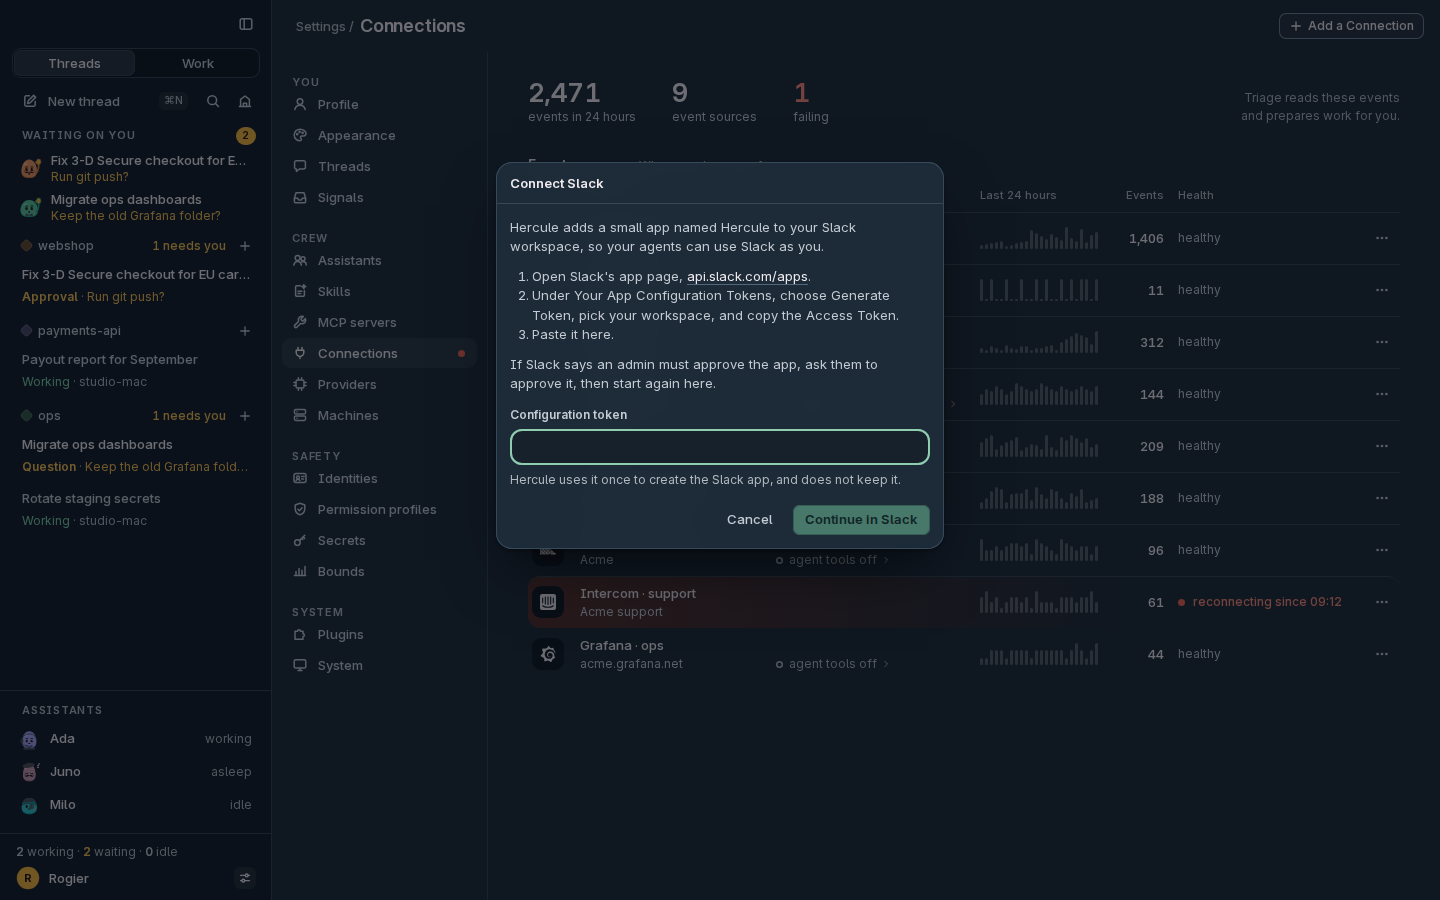 Settings / Connections
Add a Connection
Threads
Work
New thread
⌘N
WAITING ON YOU
2
Fix 3-D Secure checkout for E…
Run git push?
Migrate ops dashboards
Keep the old Grafana folder?
webshop
1 needs you
Fix 3-D Secure checkout for EU car…
Approval · Run git push?
payments-api
Payout report for September
Working · studio-mac
ops
1 needs you
Migrate ops dashboards
Question · Keep the old Grafana fold…
Rotate staging secrets
Working · studio-mac
ASSISTANTS
Ada
working
Juno
asleep
Milo
idle
2 working · 2 waiting · 0 idle
R
Rogier
YOU
Profile
Appearance
Threads
Signals
CREW
Assistants
Skills
MCP servers
Connections
Providers
Machines
SAFETY
Identities
Permission profiles
Secrets
Bounds
SYSTEM
Plugins
System
2,471
events in 24 hours
9
event sources
1
failing
Triage reads these events
and prepares work for you.
Last 24 hours
Events
Health
1,406
healthy
11
healthy
312
healthy
144
healthy
209
healthy
188
healthy
Acme
agent tools off
96
healthy
Intercom · support
Acme support
61
reconnecting since 09:12
Grafana · ops
acme.grafana.net
agent tools off
44
healthy
Connect Slack
Hercule adds a small app named Hercule to your Slack
workspace, so your agents can use Slack as you.
1. Open Slack's app page, api.slack.com/apps.
2. Under Your App Configuration Tokens, choose Generate
Token, pick your workspace, and copy the Access Token.
3. Paste it here.
If Slack says an admin must approve the app, ask them to
approve it, then start again here.
Configuration token
Hercule uses it once to create the Slack app, and does not keep it.
Cancel
Continue in Slack